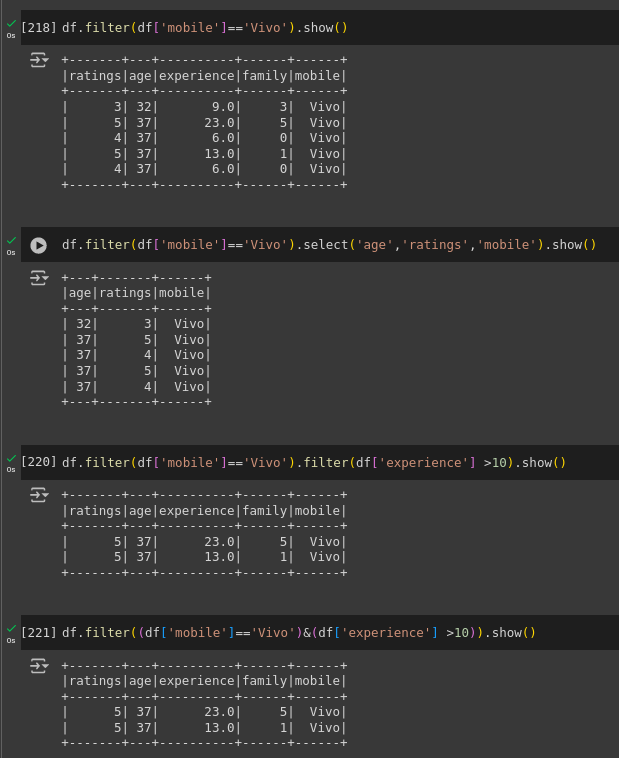 [218] df.filter(df['mobile']=='Vivo').show()
0s
+-------+---+----------+------+------+
|ratings|age|experience|family|mobile|
+-------+---+----------+------+------+
|      3| 32|       9.0|     3|  Vivo|
|      5| 37|      23.0|     5|  Vivo|
|      4| 37|       6.0|     0|  Vivo|
|      5| 37|      13.0|     1|  Vivo|
|      4| 37|       6.0|     0|  Vivo|
+-------+---+----------+------+------+
df.filter(df['mobile']=='Vivo').select('age','ratings','mobile').show()
0s
+---+-------+------+
|age|ratings|mobile|
+---+-------+------+
| 32|      3|  Vivo|
| 37|      5|  Vivo|
| 37|      4|  Vivo|
| 37|      5|  Vivo|
| 37|      4|  Vivo|
+---+-------+------+
[220] df.filter(df['mobile']=='Vivo').filter(df['experience'] >10).show()
0s
+-------+---+----------+------+------+
|ratings|age|experience|family|mobile|
+-------+---+----------+------+------+
|      5| 37|      23.0|     5|  Vivo|
|      5| 37|      13.0|     1|  Vivo|
+-------+---+----------+------+------+
[221] df.filter((df['mobile']=='Vivo')&(df['experience'] >10)).show()
0s
+-------+---+----------+------+------+
|ratings|age|experience|family|mobile|
+-------+---+----------+------+------+
|      5| 37|      23.0|     5|  Vivo|
|      5| 37|      13.0|     1|  Vivo|
+-------+---+----------+------+------+